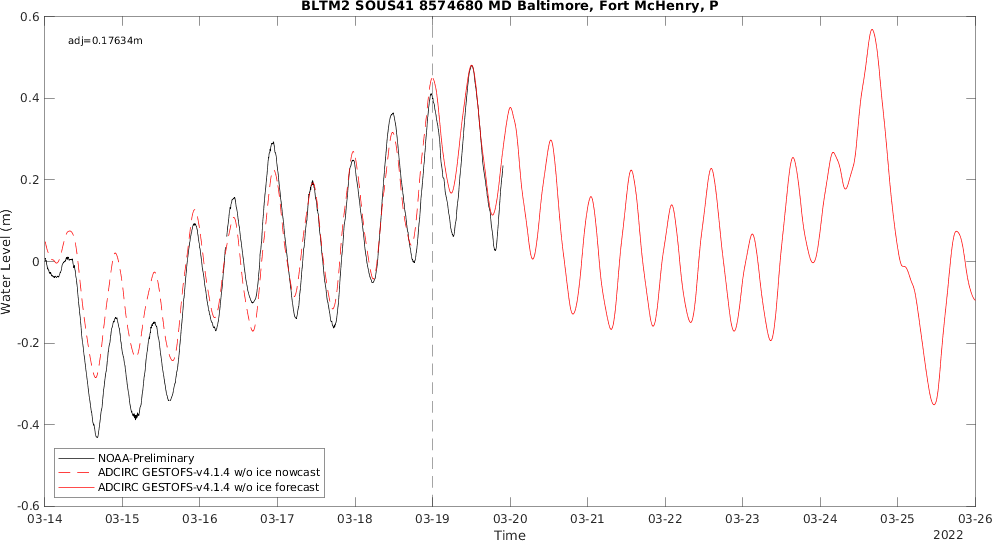 BLTM2 SOUS41 8574680 MD Baltimore, Fort McHenry, P
adj=0.17634m
0.6
0.4
0.2
0
-0.2
-0.4
-0.6
Water Level (m)
NOAA-Preliminary
ADCIRC GESTOFS-v4.1.4 w/o ice nowcast
ADCIRC GESTOFS-v4.1.4 w/o ice forecast
03-14 03-15 03-16 03-17 03-18 03-19 03-20 03-21 03-22 03-23 03-24 03-25 03-26
Time
2022